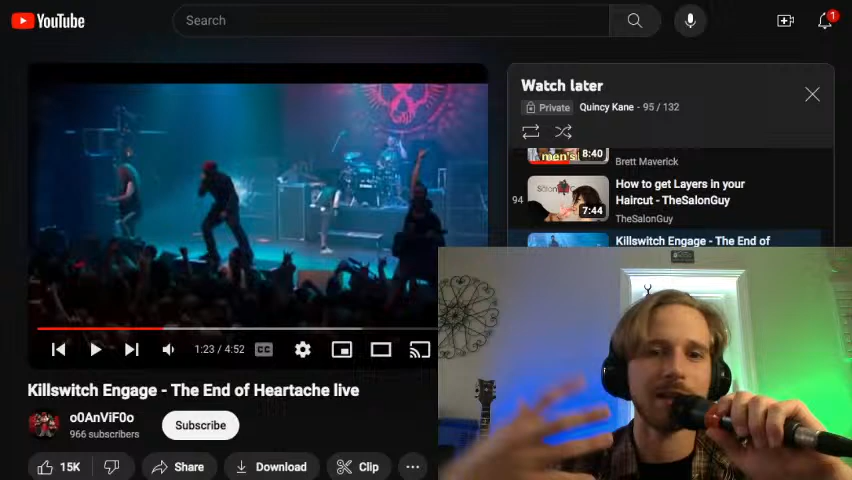 YouTube
Search
1
Watch later
Private Quincy Kane - 95 / 132
men's
8:40
Brett Maverick
94
7:44
How to get Layers in your
Haircut - TheSalonGuy
TheSalonGuy
Killswitch Engage - The End of
1:23 / 4:52
CC
Killswitch Engage - The End of Heartache live
o0AnViF0o
966 subscribers
Subscribe
15K
Share
Download
Clip